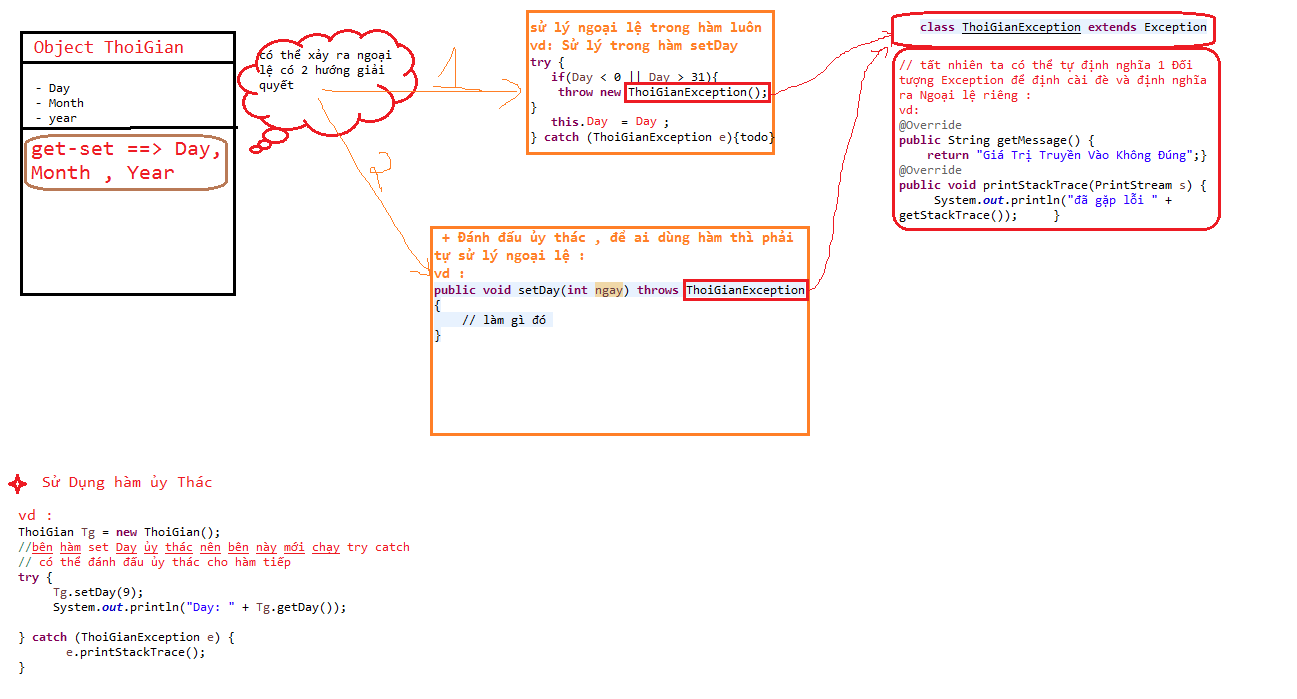 Object ThoiGian
- Day
- Month
- year
get-set ==> Day,
Month , Year
có thể xảy ra ngoại
lệ có 2 hướng giải
quyết
1
2
sử lý ngoại lệ trong hàm luôn
vd: Sử lý trong hàm setDay
try {
if(Day < 0 || Day > 31){
throw new ThoiGianException();
}
this.Day = Day ;
} catch (ThoiGianException e){todo}
class ThoiGianException extends Exception
// tất nhiên ta có thể tự định nghĩa 1 Đối
tượng Exception để định cài đè và định nghĩa
ra Ngoại lệ riêng :
vd:
@Override
public String getMessage() {
return "Giá Trị Truyền Vào Không Đúng";}
@Override
public void printStackTrace(PrintStream s) {
System.out.println("đã gặp lỗi " +
getStackTrace()); }
+ Đánh đấu ủy thác , để ai dùng hàm thì phải
tự sử lý ngoại lệ :
vd :
public void setDay(int ngay) throws ThoiGianException
{
// làm gì đó
}
Sử Dụng hàm ủy Thác
vd :
ThoiGian Tg = new ThoiGian();
//bên hàm set Day ủy thác nên bên này mới chạy try catch
// có thể đánh đấu ủy thác cho hàm tiếp
try {
Tg.setDay(9);
System.out.println("Day: " + Tg.getDay());
} catch (ThoiGianException e) {
e.printStackTrace();
}